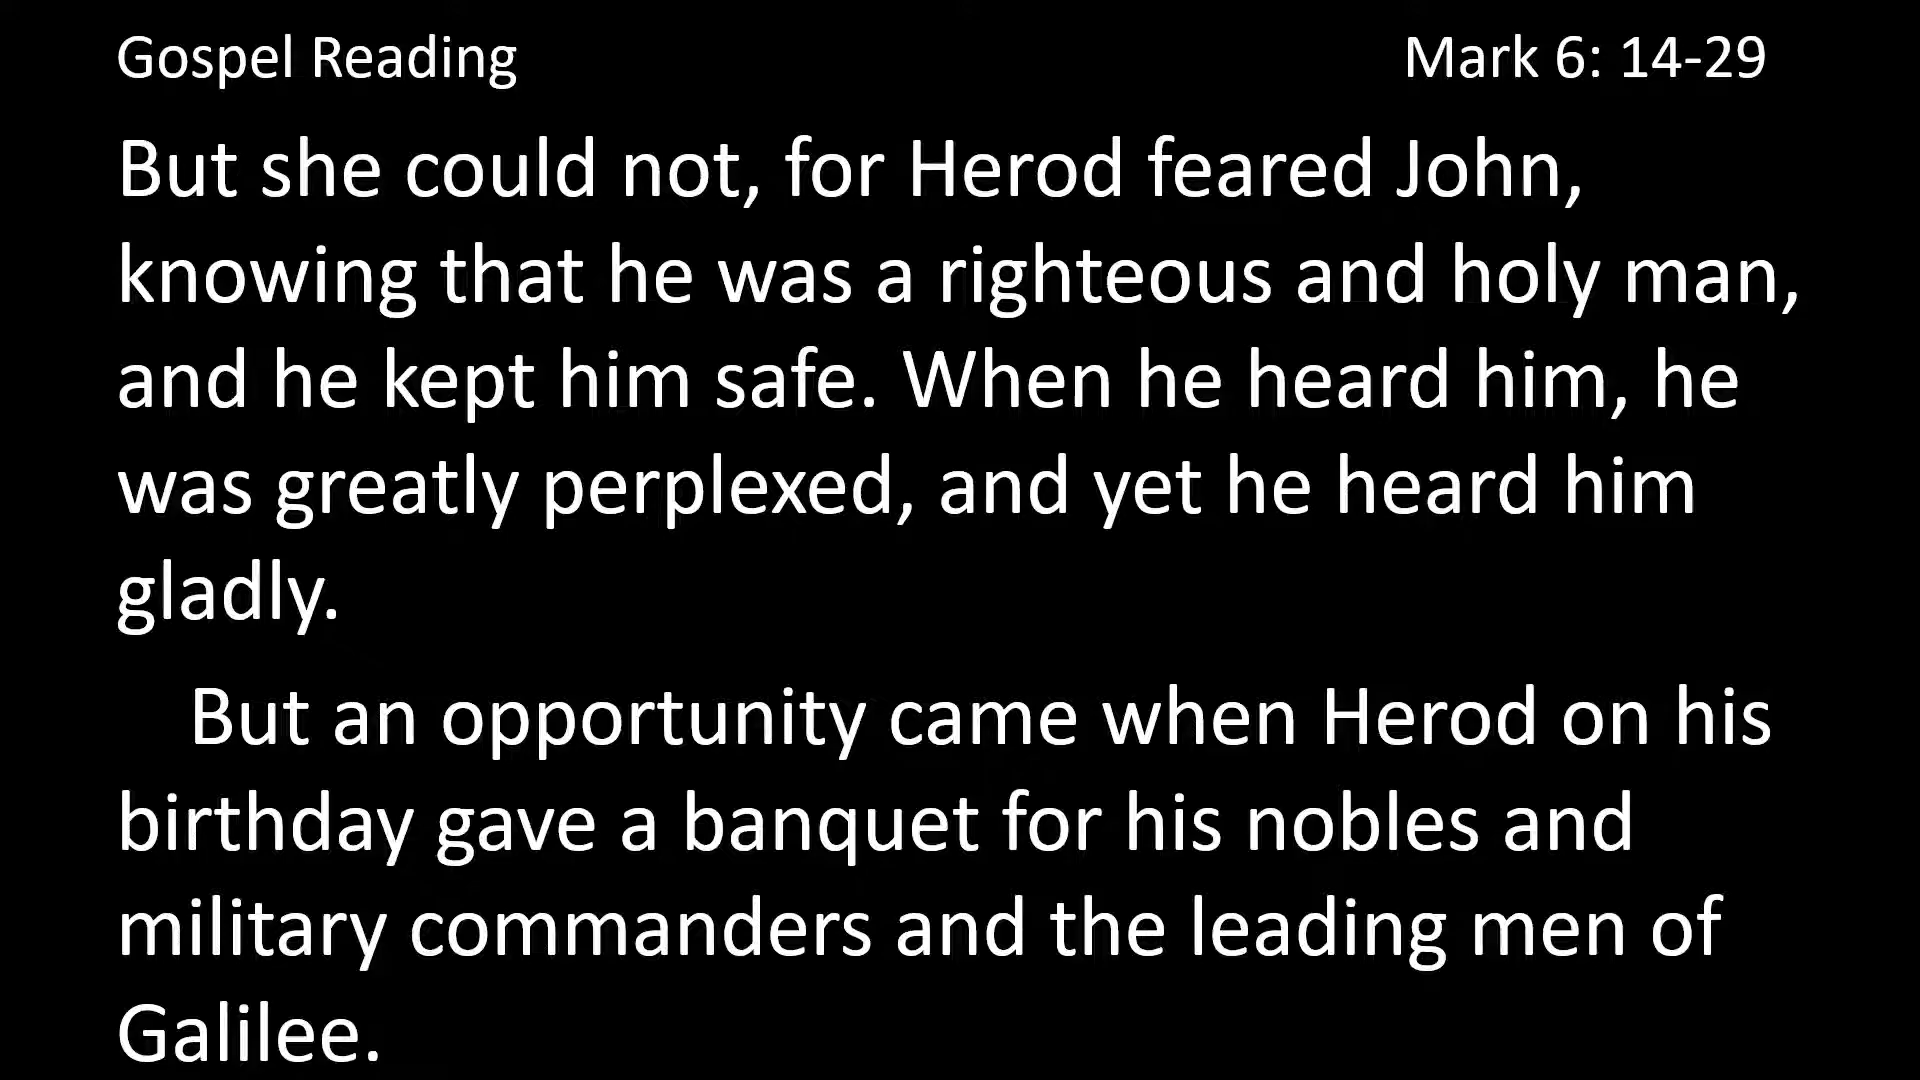 Gospel Reading Mark 6: 14-29
But she could not, for Herod feared John,
knowing that he was a righteous and holy man,
and he kept him safe. When he heard him, he
was greatly perplexed, and yet he heard him
gladly.
But an opportunity came when Herod on his
birthday gave a banquet for his nobles and
military commanders and the leading men of
Galilee.